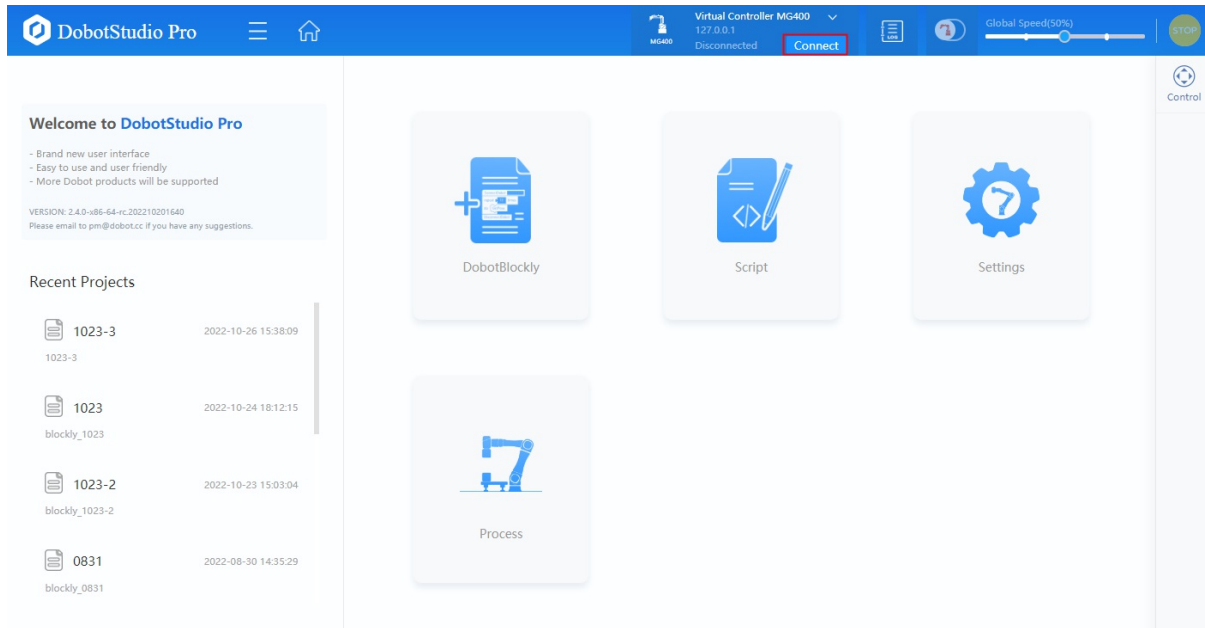 DobotStudio Pro
MG400
Virtual Controller MG400
127.0.0.1
Disconnected
Connect
LOG
Global Speed(50%)
STOP
Control
Welcome to DobotStudio Pro
- Brand new user interface
- Easy to use and user friendly
- More Dobot products will be supported
VERSION: 2.4.0-x86-64-rc.202210201640
Please email to pm@dobot.cc if you have any suggestions.
Recent Projects
1023-3 2022-10-26 15:38:09
1023-3
1023 2022-10-24 18:12:15
blockly_1023
1023-2 2022-10-23 15:03:04
blockly_1023-2
0831 2022-08-30 14:35:29
blockly_0831
DobotBlockly
Script
Settings
Process